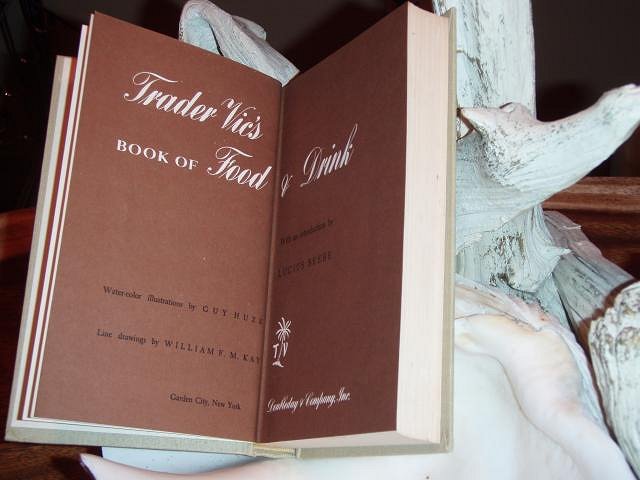 Trader Vic's
BOOK OF Food & Drink
With an introduction by
LUCIUS BEEBE
Water-color illustrations by GUY HUZE
Line drawings by WILLIAM F. M. KAY
TV
Garden City, New York
Doubleday & Company, Inc.